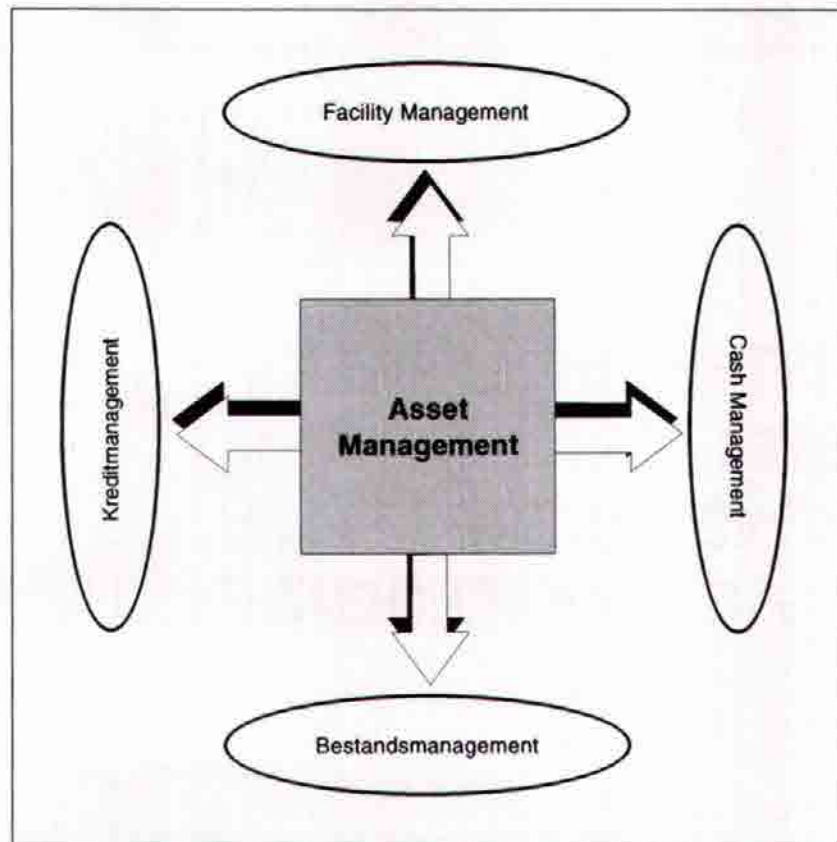 Facility Management
Kreditmanagement
Asset
Management
Cash Management
Bestandsmanagement